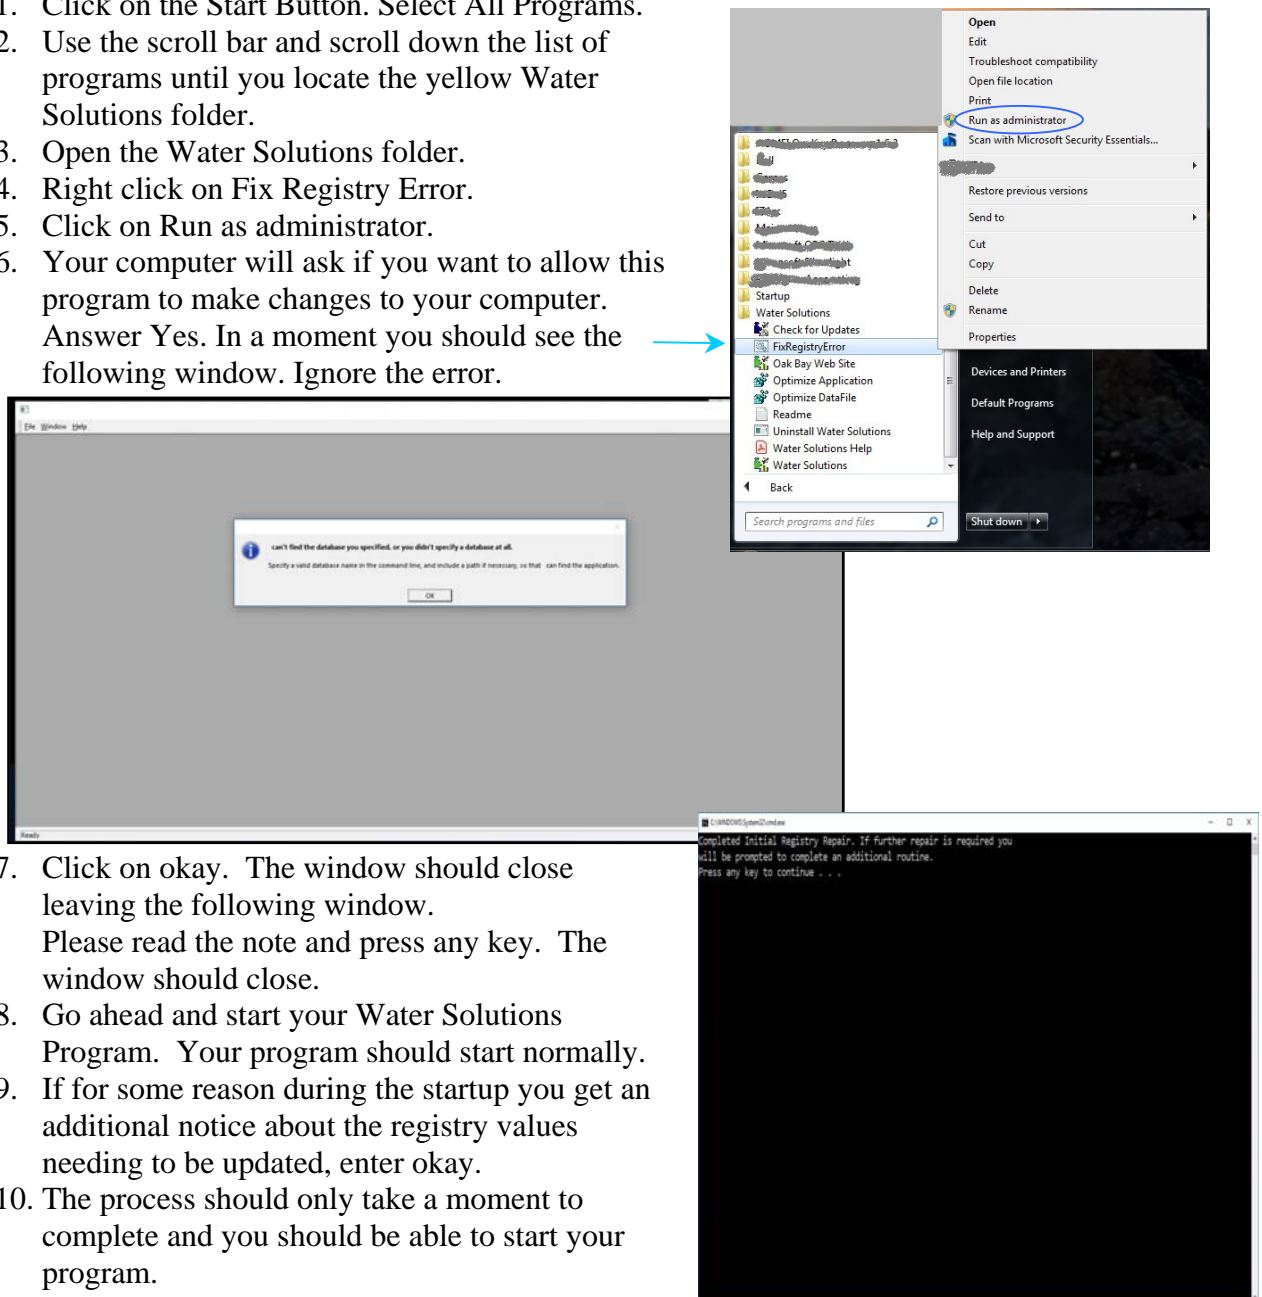 1. Click on the Start Button. Select All Programs.
2. Use the scroll bar and scroll down the list of
programs until you locate the yellow Water
Solutions folder.
3. Open the Water Solutions folder.
4. Right click on Fix Registry Error.
5. Click on Run as administrator.
6. Your computer will ask if you want to allow this
program to make changes to your computer.
Answer Yes. In a moment you should see the
following window. Ignore the error.
Open
Edit
Troubleshoot compatibility
Open file location
Print
Run as administrator
Scan with Microsoft Security Essentials...
Restore previous versions
Send to
Cut
Copy
Delete
Rename
Properties
Startup
Water Solutions
Check for Updates
FixRegistryError
Oak Bay Web Site
Optimize Application
Optimize DataFile
Readme
Uninstall Water Solutions
Water Solutions Help
Water Solutions
Back
Search programs and files
Devices and Printers
Default Programs
Help and Support
Shut down
File Window Help
can't find the database you specified, or you didn't specify a database at all.
Specify a valid database name in the command line, and include a path if necessary, so that can find the application.
OK
Ready
7. Click on okay. The window should close
leaving the following window.
Please read the note and press any key. The
window should close.
8. Go ahead and start your Water Solutions
Program. Your program should start normally.
9. If for some reason during the startup you get an
additional notice about the registry values
needing to be updated, enter okay.
10. The process should only take a moment to
complete and you should be able to start your
program.
C:\WINDOWS\System32\cmd.exe
Completed Initial Registry Repair. If further repair is required you
will be prompted to complete an additional routine.
Press any key to continue . . .